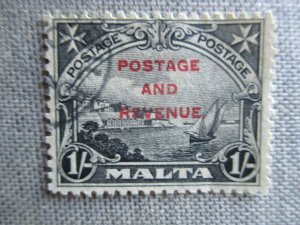 POSTAGE POSTAGE
POSTAGE
AND
REVENUE
1/- MALTA 1/-